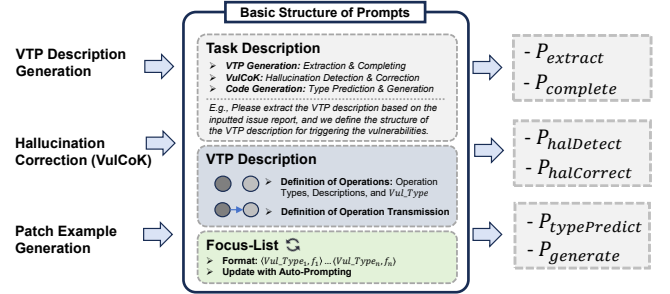 Basic Structure of Prompts
VTP Description
Generation
Hallucination
Correction (VulCoK)
Patch Example
Generation
Task Description
➤ VTP Generation: Extraction & Completing
➤ VulCoK: Hallucination Detection & Correction
➤ Code Generation: Type Prediction & Generation
E.g., Please extract the VTP description based on the
inputted issue report, and we define the structure of
the VTP description for triggering the vulnerabilities.
VTP Description
➤ Definition of Operations: Operation
Types, Descriptions, and Vul_Type
➤ Definition of Operation Transmission
Focus-List
➤ Format: ⟨Vul_Type₁, f₁⟩ ... ⟨Vul_Typeₙ, fₙ⟩
➤ Update with Auto-Prompting
- P_extract
- P_complete
- P_halDetect
- P_halCorrect
- P_typePredict
- P_generate